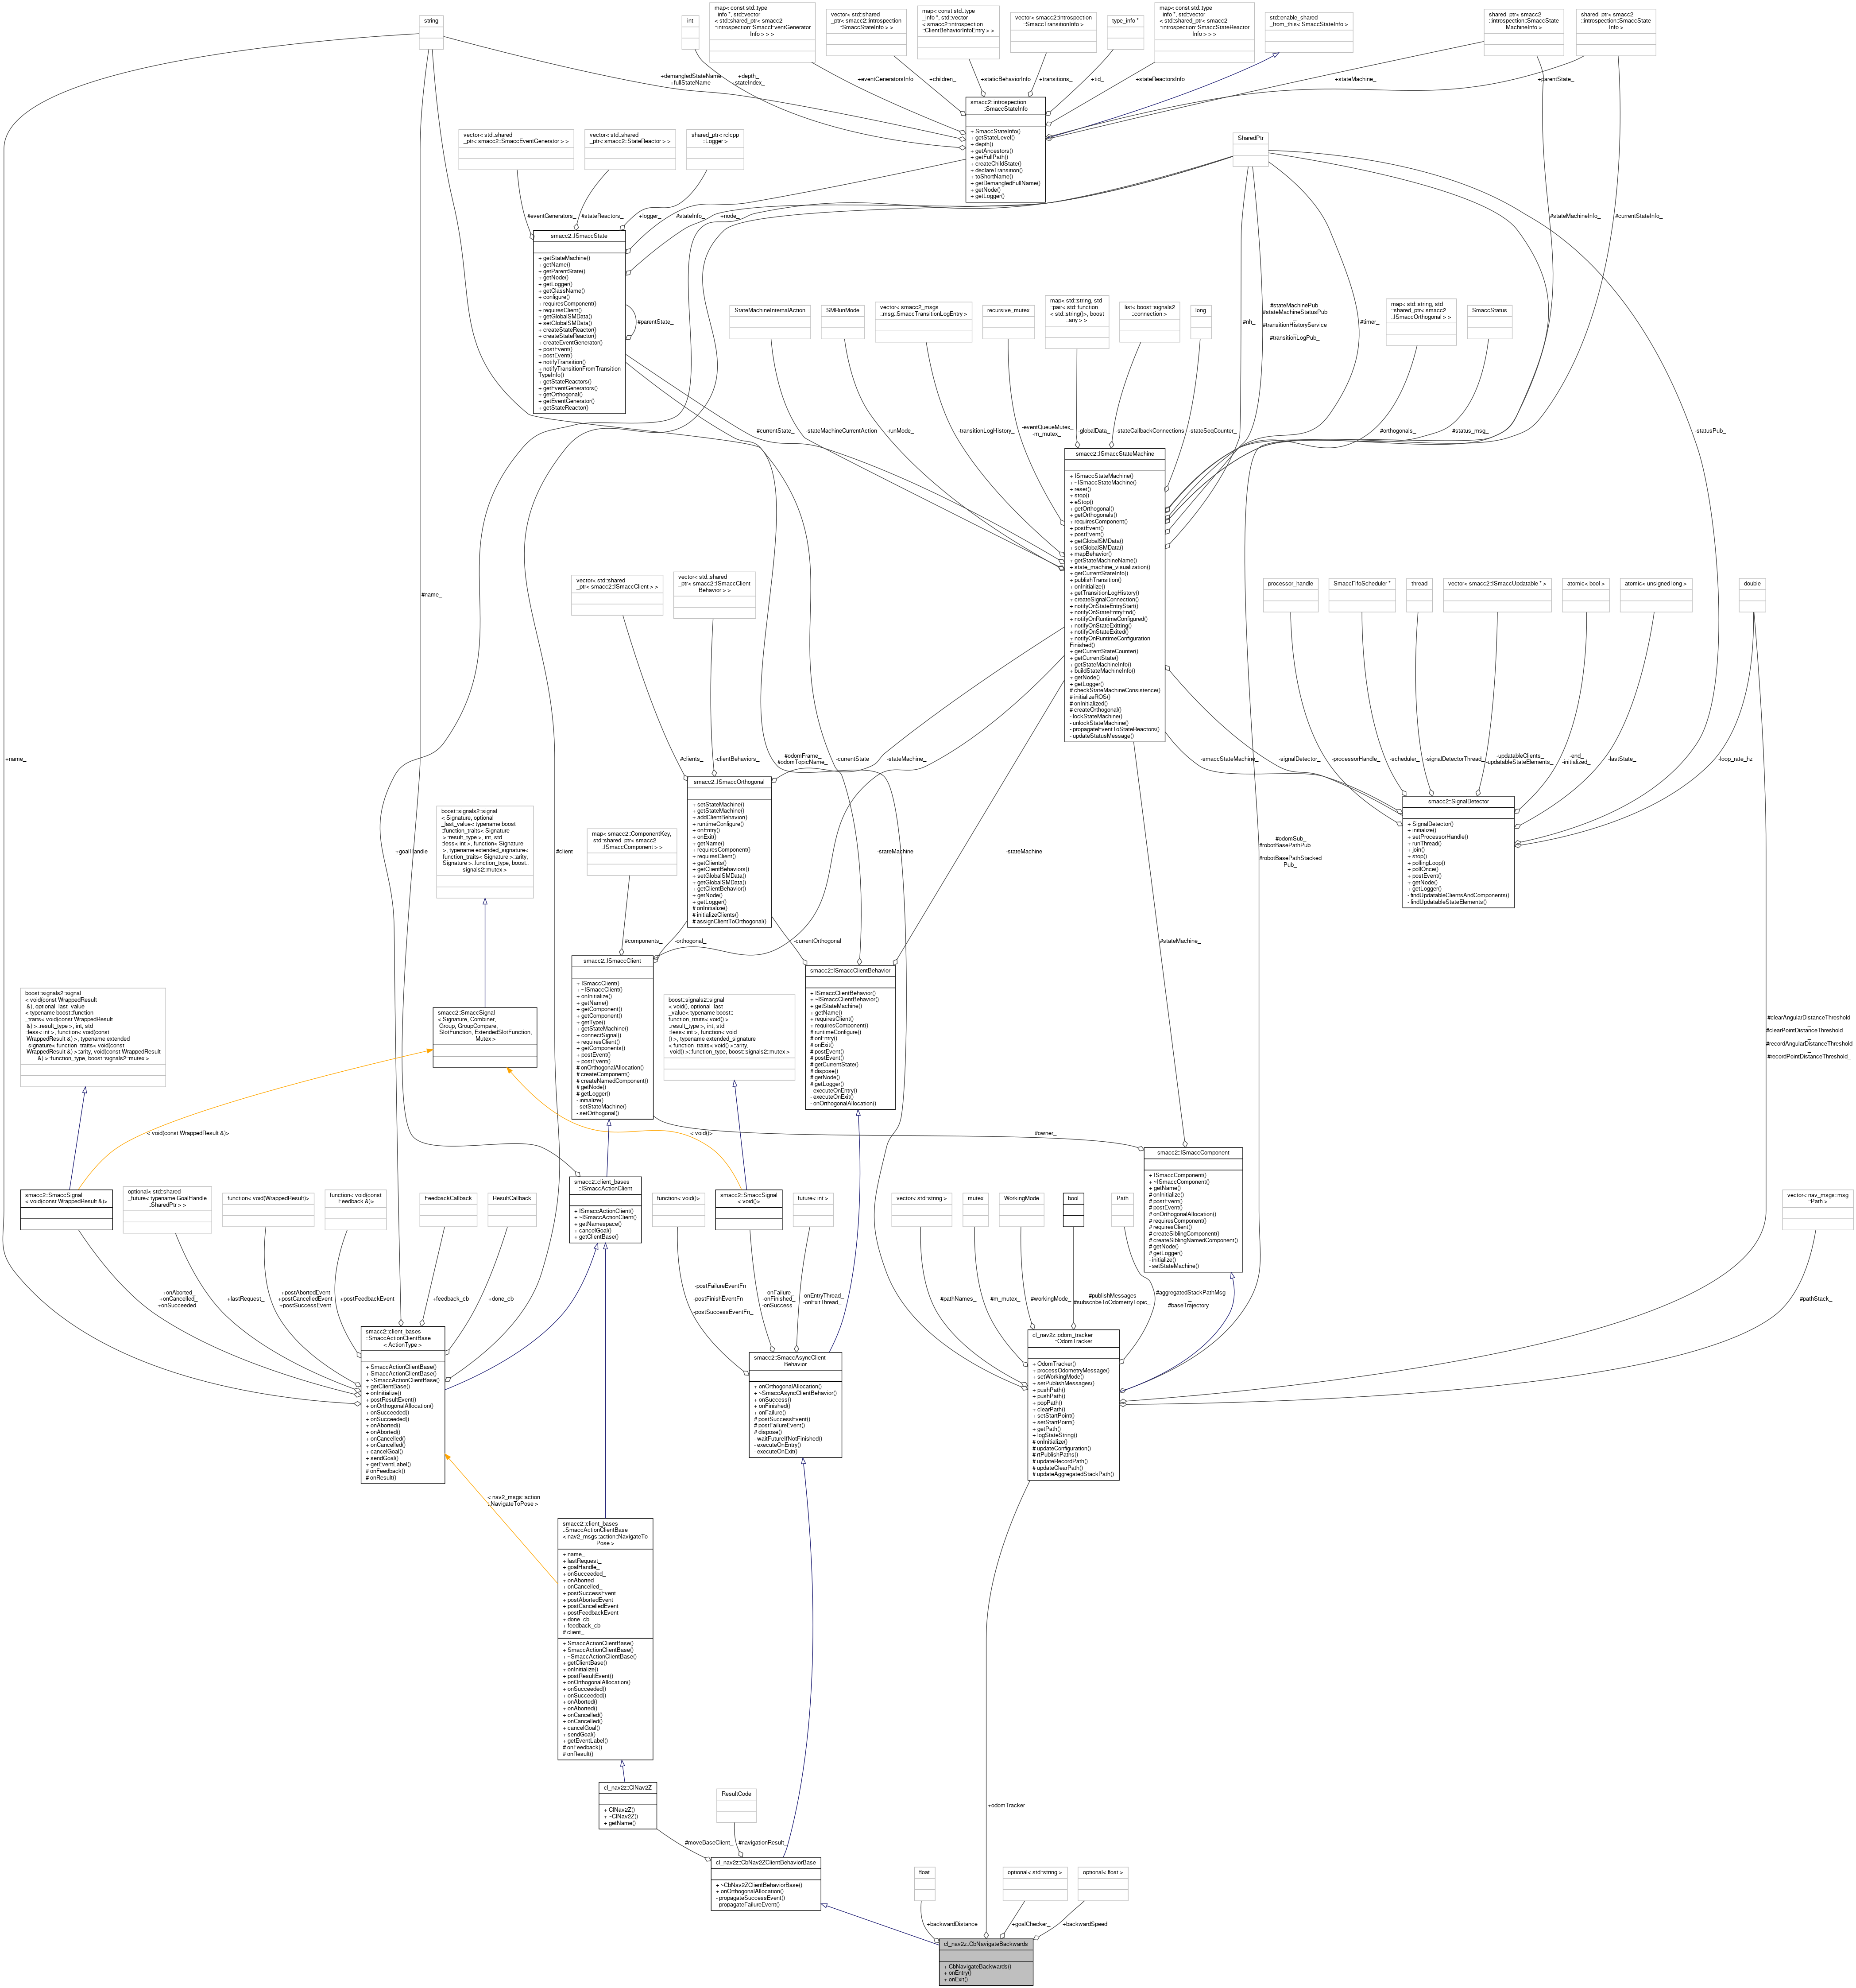 string
int
map< const std::type
_info *, std::vector
< std::shared_ptr< smacc2
::introspection::SmaccEventGenerator
Info > > >
vector< std::shared
_ptr< smacc2::introspection
::SmaccStateInfo > >
map< const std::type
_info *, std::vector
< smacc2::introspection
::ClientBehaviorInfoEntry > >
vector< smacc2::introspection
::SmaccTransitionInfo >
type_info *
map< const std::type
_info *, std::vector
< std::shared_ptr< smacc2
::introspection::SmaccStateReactor
Info > > >
std::enable_shared
_from_this< SmaccStateInfo >
shared_ptr< smacc2
::introspection::SmaccState
MachineInfo >
shared_ptr< smacc2
::introspection::SmaccState
Info >
+demangledStateName
+fullStateName
+depth_
+stateIndex_
+eventGeneratorsInfo
+children_
+staticBehaviorInfo
+transitions_
+tid_
+stateReactorsInfo
+stateMachine_
+parentState_
smacc2::introspection
::SmaccStateInfo
+ SmaccStateInfo()
+ getStateLevel()
+ depth()
+ getAncestors()
+ getFullPath()
+ createChildState()
+ declareTransition()
+ toShortName()
+ getDemangledFullName()
+ getNode()
+ getLogger()
vector< std::shared
_ptr< smacc2::SmaccEventGenerator > >
vector< std::shared
_ptr< smacc2::StateReactor > >
shared_ptr< rclcpp
::Logger >
SharedPtr
#eventGenerators_
#stateReactors_
+logger_
#stateInfo_
+node_
#stateMachineInfo_
#currentStateInfo_
smacc2::ISmaccState
+ getStateMachine()
+ getName()
+ getParentState()
+ getNode()
+ getLogger()
+ getClassName()
+ configure()
+ requiresComponent()
+ requiresClient()
+ getGlobalSMData()
+ setGlobalSMData()
+ createStateReactor()
+ createStateReactor()
+ createEventGenerator()
+ postEvent()
+ postEvent()
+ notifyTransition()
+ notifyTransitionFromTransition
TypeInfo()
+ getStateReactors()
+ getEventGenerators()
+ getOrthogonal()
+ getEventGenerator()
+ getStateReactor()
#parentState_
StateMachineInternalAction
SMRunMode
vector< smacc2_msgs
::msg::SmaccTransitionLogEntry >
recursive_mutex
map< std::string, std
::pair< std::function
< std::string()>, boost
::any > >
list< boost::signals2
::connection >
long
#nh_
#stateMachinePub_
#stateMachineStatusPub
_
#transitionHistoryService
_
#transitionLogPub_
#timer_
map< std::string, std
::shared_ptr< smacc2
::ISmaccOrthogonal > >
SmaccStatus
#currentState_
-stateMachineCurrentAction
-runMode_
-transitionLogHistory_
-eventQueueMutex_
-m_mutex_
-globalData_
-stateCallbackConnections
-stateSeqCounter_
#orthogonals_
#status_msg_
-statusPub_
smacc2::ISmaccStateMachine
+ ISmaccStateMachine()
+ ~ISmaccStateMachine()
+ reset()
+ stop()
+ eStop()
+ getOrthogonal()
+ getOrthogonals()
+ requiresComponent()
+ postEvent()
+ postEvent()
+ getGlobalSMData()
+ setGlobalSMData()
+ mapBehavior()
+ getStateMachineName()
+ state_machine_visualization()
+ getCurrentStateInfo()
+ publishTransition()
+ onInitialize()
+ getTransitionLogHistory()
+ createSignalConnection()
+ notifyOnStateEntryStart()
+ notifyOnStateEntryEnd()
+ notifyOnRuntimeConfigured()
+ notifyOnStateExitting()
+ notifyOnStateExited()
+ notifyOnRuntimeConfiguration
Finished()
+ getCurrentStateCounter()
+ getCurrentState()
+ getStateMachineInfo()
+ buildStateMachineInfo()
+ getNode()
+ getLogger()
# checkStateMachineConsistence()
# initializeROS()
# onInitialized()
# createOrthogonal()
- lockStateMachine()
- unlockStateMachine()
- propagateEventToStateReactors()
- updateStatusMessage()
vector< std::shared
_ptr< smacc2::ISmaccClient > >
vector< std::shared
_ptr< smacc2::ISmaccClient
Behavior > >
processor_handle
SmaccFifoScheduler *
thread
vector< smacc2::ISmaccUpdatable * >
atomic< bool >
atomic< unsigned long >
double
#name_
+name_
#clients_
-clientBehaviors_
#odomFrame_
#odomTopicName_
-currentState
-stateMachine_
-smaccStateMachine_
-signalDetector_
-processorHandle_
-scheduler_
-signalDetectorThread_
-updatableClients_
-updatableStateElements_
-end_
-initialized_
-lastState_
-loop_rate_hz
smacc2::ISmaccOrthogonal
+ setStateMachine()
+ getStateMachine()
+ addClientBehavior()
+ runtimeConfigure()
+ onEntry()
+ onExit()
+ getName()
+ requiresComponent()
+ requiresClient()
+ getClients()
+ getClientBehaviors()
+ setGlobalSMData()
+ getGlobalSMData()
+ getClientBehavior()
+ getNode()
+ getLogger()
# onInitialize()
# initializeClients()
# assignClientToOrthogonal()
smacc2::SignalDetector
+ SignalDetector()
+ initialize()
+ setProcessorHandle()
+ runThread()
+ join()
+ stop()
+ pollingLoop()
+ pollOnce()
+ postEvent()
+ getNode()
+ getLogger()
- findUpdatableClientsAndComponents()
- findUpdatableStateElements()
boost::signals2::signal
< Signature, optional
_last_value< typename boost
::function_traits< Signature
>::result_type >, int, std
::less< int >, function< Signature
>, typename extended_signature<
function_traits< Signature >::arity,
Signature >::function_type, boost::
signals2::mutex >
map< smacc2::ComponentKey,
std::shared_ptr< smacc2
::ISmaccComponent > >
+goalHandle_
#client_
-stateMachine_
-stateMachine_
#odomSub_
#robotBasePathPub
_
#robotBasePathStacked
Pub_
#components_
-orthogonal_
-currentOrthogonal
#stateMachine_
smacc2::ISmaccClient
+ ISmaccClient()
+ ~ISmaccClient()
+ onInitialize()
+ getName()
+ getComponent()
+ getComponent()
+ getType()
+ getStateMachine()
+ connectSignal()
+ requiresClient()
+ getComponents()
+ postEvent()
+ postEvent()
# onOrthogonalAllocation()
# createComponent()
# createNamedComponent()
# getNode()
# getLogger()
- initialize()
- setStateMachine()
- setOrthogonal()
smacc2::ISmaccClientBehavior
+ ISmaccClientBehavior()
+ ~ISmaccClientBehavior()
+ getStateMachine()
+ getName()
+ requiresClient()
+ requiresComponent()
# runtimeConfigure()
# onEntry()
# onExit()
# postEvent()
# postEvent()
# getCurrentState()
# dispose()
# getNode()
# getLogger()
- executeOnEntry()
- executeOnExit()
- onOrthogonalAllocation()
boost::signals2::signal
< void(const WrappedResult
&), optional_last_value
< typename boost::function
_traits< void(const WrappedResult
&) >::result_type >, int, std
::less< int >, function< void(const
WrappedResult &) >, typename extended
_signature< function_traits< void(const
WrappedResult &) >::arity, void(const WrappedResult
&) >::function_type, boost::signals2::mutex >
smacc2::SmaccSignal
< Signature, Combiner,
Group, GroupCompare,
SlotFunction, ExtendedSlotFunction,
Mutex >
boost::signals2::signal
< void(), optional_last
_value< typename boost::
function_traits< void() >
::result_type >, int, std
::less< int >, function< void
() >, typename extended_signature
< function_traits< void() >::arity,
void() >::function_type, boost::signals2::mutex >
#clearAngularDistanceThreshold
_
#clearPointDistanceThreshold
_
#recordAngularDistanceThreshold
_
#recordPointDistanceThreshold_
< void(const WrappedResult &)>
< void()>
#owner_
smacc2::ISmaccComponent
+ ISmaccComponent()
+ ~ISmaccComponent()
+ getName()
# onInitialize()
# postEvent()
# postEvent()
# onOrthogonalAllocation()
# requiresComponent()
# requiresClient()
# createSiblingComponent()
# createSiblingNamedComponent()
# getNode()
# getLogger()
- initialize()
- setStateMachine()
smacc2::SmaccSignal
< void(const WrappedResult &)>
optional< std::shared
_future< typename GoalHandle
::SharedPtr > >
function< void(WrappedResult)>
function< void(const
Feedback &)>
FeedbackCallback
ResultCallback
smacc2::client_bases
::ISmaccActionClient
+ ISmaccActionClient()
+ ~ISmaccActionClient()
+ getNamespace()
+ cancelGoal()
+ getClientBase()
function< void()>
smacc2::SmaccSignal
< void()>
future< int >
vector< std::string >
mutex
WorkingMode
bool
Path
vector< nav_msgs::msg
::Path >
+onAborted_
+onCancelled_
+onSucceeded_
+lastRequest_
+postAbortedEvent
+postCancelledEvent
+postSuccessEvent
+postFeedbackEvent
+feedback_cb
+done_cb
-postFailureEventFn
_
-postFinishEventFn
_
-postSuccessEventFn_
-onFailure_
-onFinished_
-onSuccess_
-onEntryThread_
-onExitThread_
#pathNames_
#m_mutex_
#workingMode_
#publishMessages
#subscribeToOdometryTopic_
#aggregatedStackPathMsg
_
#baseTrajectory_
#pathStack_
smacc2::client_bases
::SmaccActionClientBase
< ActionType >
+ SmaccActionClientBase()
+ SmaccActionClientBase()
+ ~SmaccActionClientBase()
+ getClientBase()
+ onInitialize()
+ postResultEvent()
+ onOrthogonalAllocation()
+ onSucceeded()
+ onSucceeded()
+ onAborted()
+ onAborted()
+ onCancelled()
+ onCancelled()
+ cancelGoal()
+ sendGoal()
+ getEventLabel()
# onFeedback()
# onResult()
smacc2::SmaccAsyncClient
Behavior
+ onOrthogonalAllocation()
+ ~SmaccAsyncClientBehavior()
+ onSuccess()
+ onFinished()
+ onFailure()
# postSuccessEvent()
# postFailureEvent()
# dispose()
- waitFutureIfNotFinished()
- executeOnEntry()
- executeOnExit()
cl_nav2z::odom_tracker
::OdomTracker
+ OdomTracker()
+ processOdometryMessage()
+ setWorkingMode()
+ setPublishMessages()
+ pushPath()
+ pushPath()
+ popPath()
+ clearPath()
+ setStartPoint()
+ setStartPoint()
+ getPath()
+ logStateString()
# onInitialize()
# updateConfiguration()
# rtPublishPaths()
# updateRecordPath()
# updateClearPath()
# updateAggregatedStackPath()
< nav2_msgs::action
::NavigateToPose >
smacc2::client_bases
::SmaccActionClientBase
< nav2_msgs::action::NavigateTo
Pose >
+ name_
+ lastRequest_
+ goalHandle_
+ onSucceeded_
+ onAborted_
+ onCancelled_
+ postSuccessEvent
+ postAbortedEvent
+ postCancelledEvent
+ postFeedbackEvent
+ done_cb
+ feedback_cb
# client_
+ SmaccActionClientBase()
+ SmaccActionClientBase()
+ ~SmaccActionClientBase()
+ getClientBase()
+ onInitialize()
+ postResultEvent()
+ onOrthogonalAllocation()
+ onSucceeded()
+ onSucceeded()
+ onAborted()
+ onAborted()
+ onCancelled()
+ onCancelled()
+ cancelGoal()
+ sendGoal()
+ getEventLabel()
# onFeedback()
# onResult()
cl_nav2z::ClNav2Z
+ ClNav2Z()
+ ~ClNav2Z()
+ getName()
ResultCode
+odomTracker_
#moveBaseClient_
#navigationResult_
cl_nav2z::CbNav2ZClientBehaviorBase
+ ~CbNav2ZClientBehaviorBase()
+ onOrthogonalAllocation()
- propagateSuccessEvent()
- propagateFailureEvent()
float
optional< std::string >
optional< float >
+backwardDistance
+goalChecker_
+backwardSpeed
cl_nav2z::CbNavigateBackwards
+ CbNavigateBackwards()
+ onEntry()
+ onExit()